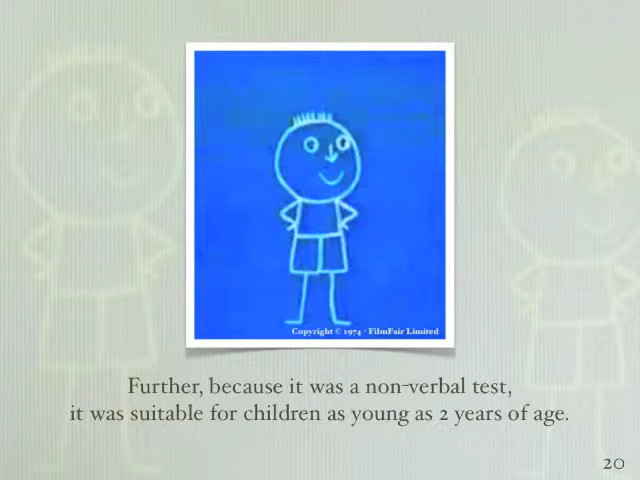 Copyright © 1974 · FilmFair Limited
Further, because it was a non-verbal test,
it was suitable for children as young as 2 years of age.
20